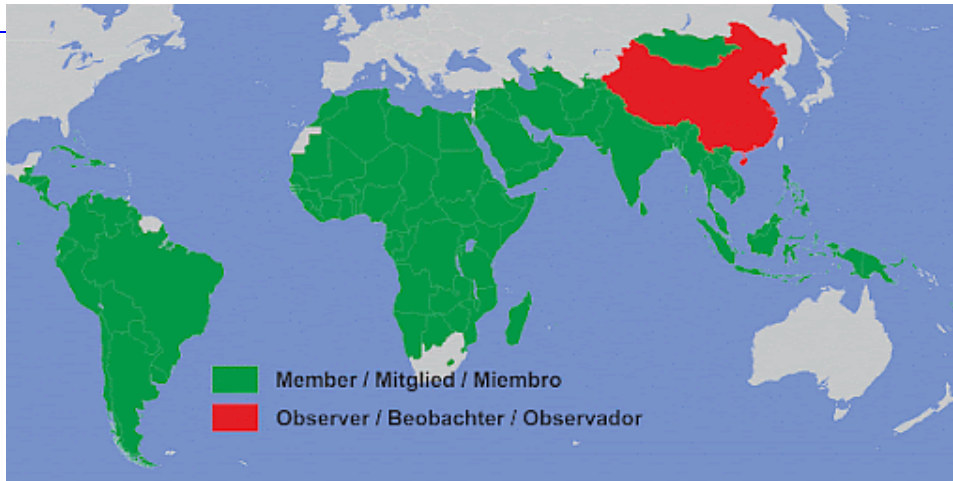 Member / Mitglied / Miembro
Observer / Beobachter / Observador